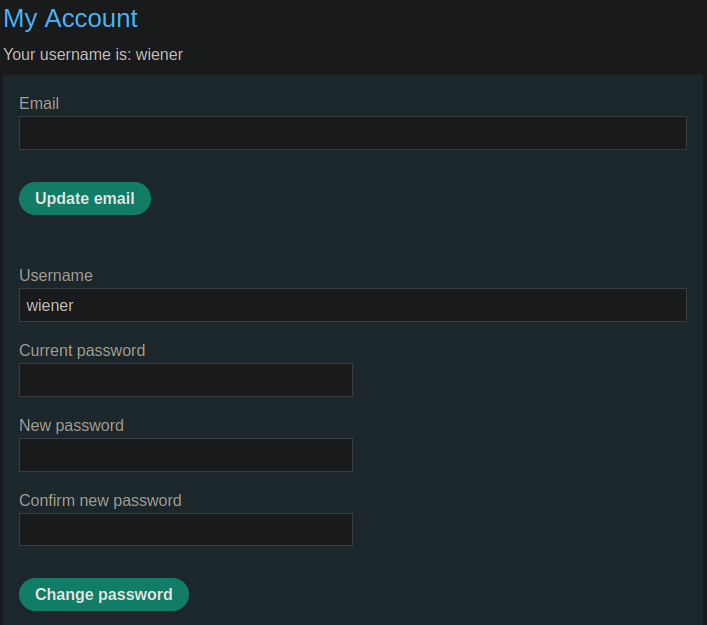 My Account
Your username is: wiener
Email
Update email
Username
wiener
Current password
New password
Confirm new password
Change password